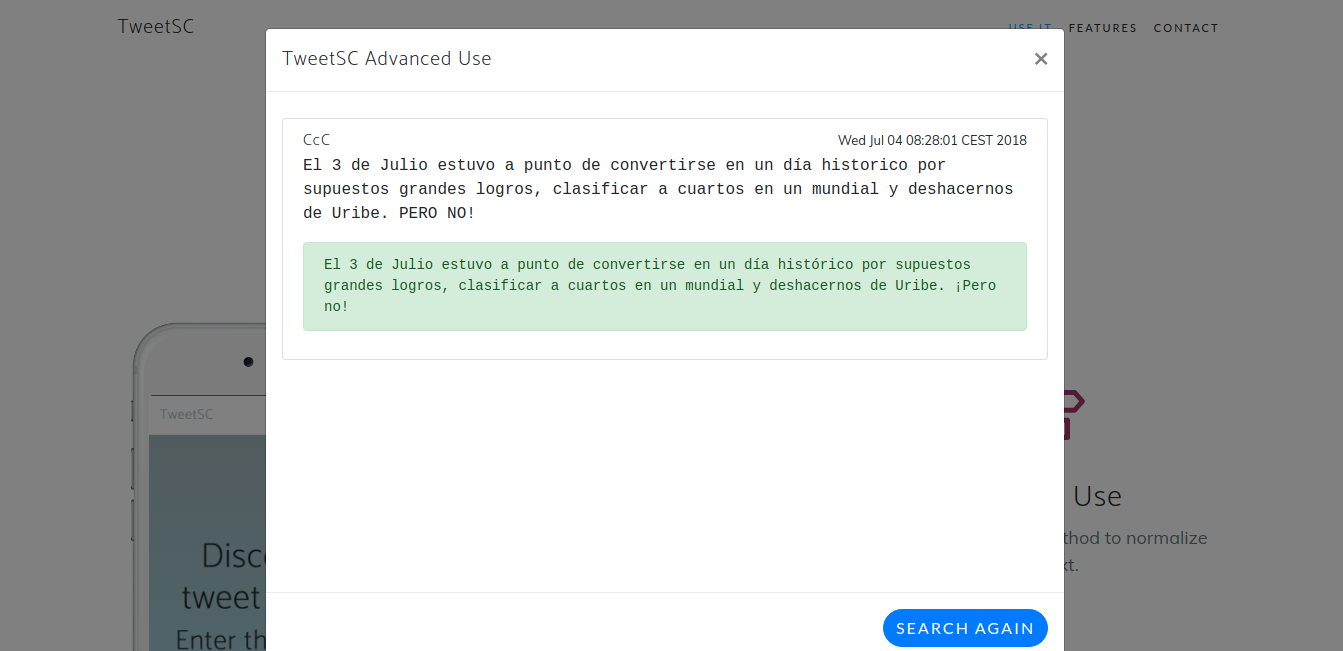 TweetSC
USE IT FEATURES CONTACT
TweetSC Advanced Use
×
CcC
Wed Jul 04 08:28:01 CEST 2018
El 3 de Julio estuvo a punto de convertirse en un día historico por
supuestos grandes logros, clasificar a cuartos en un mundial y deshacernos
de Uribe. PERO NO!
El 3 de Julio estuvo a punto de convertirse en un día histórico por supuestos
grandes logros, clasificar a cuartos en un mundial y deshacernos de Uribe. ¡Pero
no!
TweetSC
Use
normalize
to
Disc
tweet
Enter
SEARCH AGAIN